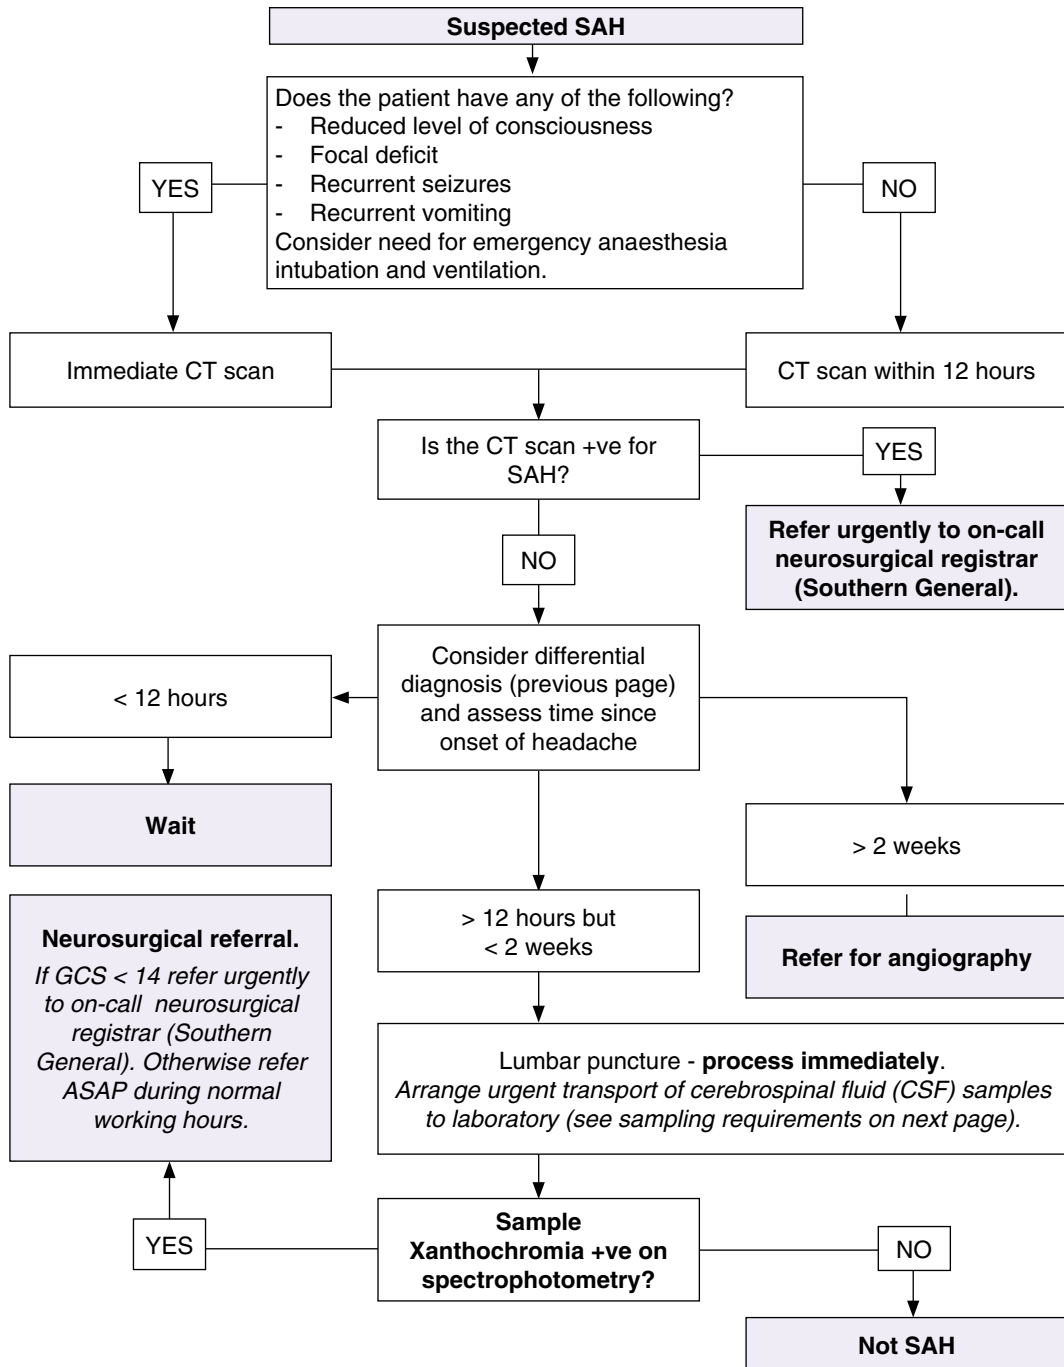 Suspected SAH
Does the patient have any of the following?
- Reduced level of consciousness
- Focal deficit
- Recurrent seizures
- Recurrent vomiting
Consider need for emergency anaesthesia
intubation and ventilation.
YES
NO
Immediate CT scan
CT scan within 12 hours
Is the CT scan +ve for
SAH?
YES
Refer urgently to on-call
neurosurgical registrar
(Southern General).
NO
Consider differential
diagnosis (previous page)
and assess time since
onset of headache
< 12 hours
Wait
> 2 weeks
Refer for angiography
> 12 hours but
< 2 weeks
Neurosurgical referral.
If GCS < 14 refer urgently
to on-call neurosurgical
registrar (Southern
General). Otherwise refer
ASAP during normal
working hours.
Lumbar puncture - process immediately.
Arrange urgent transport of cerebrospinal fluid (CSF) samples
to laboratory (see sampling requirements on next page).
Sample
Xanthochromia +ve on
spectrophotometry?
YES
NO
Not SAH